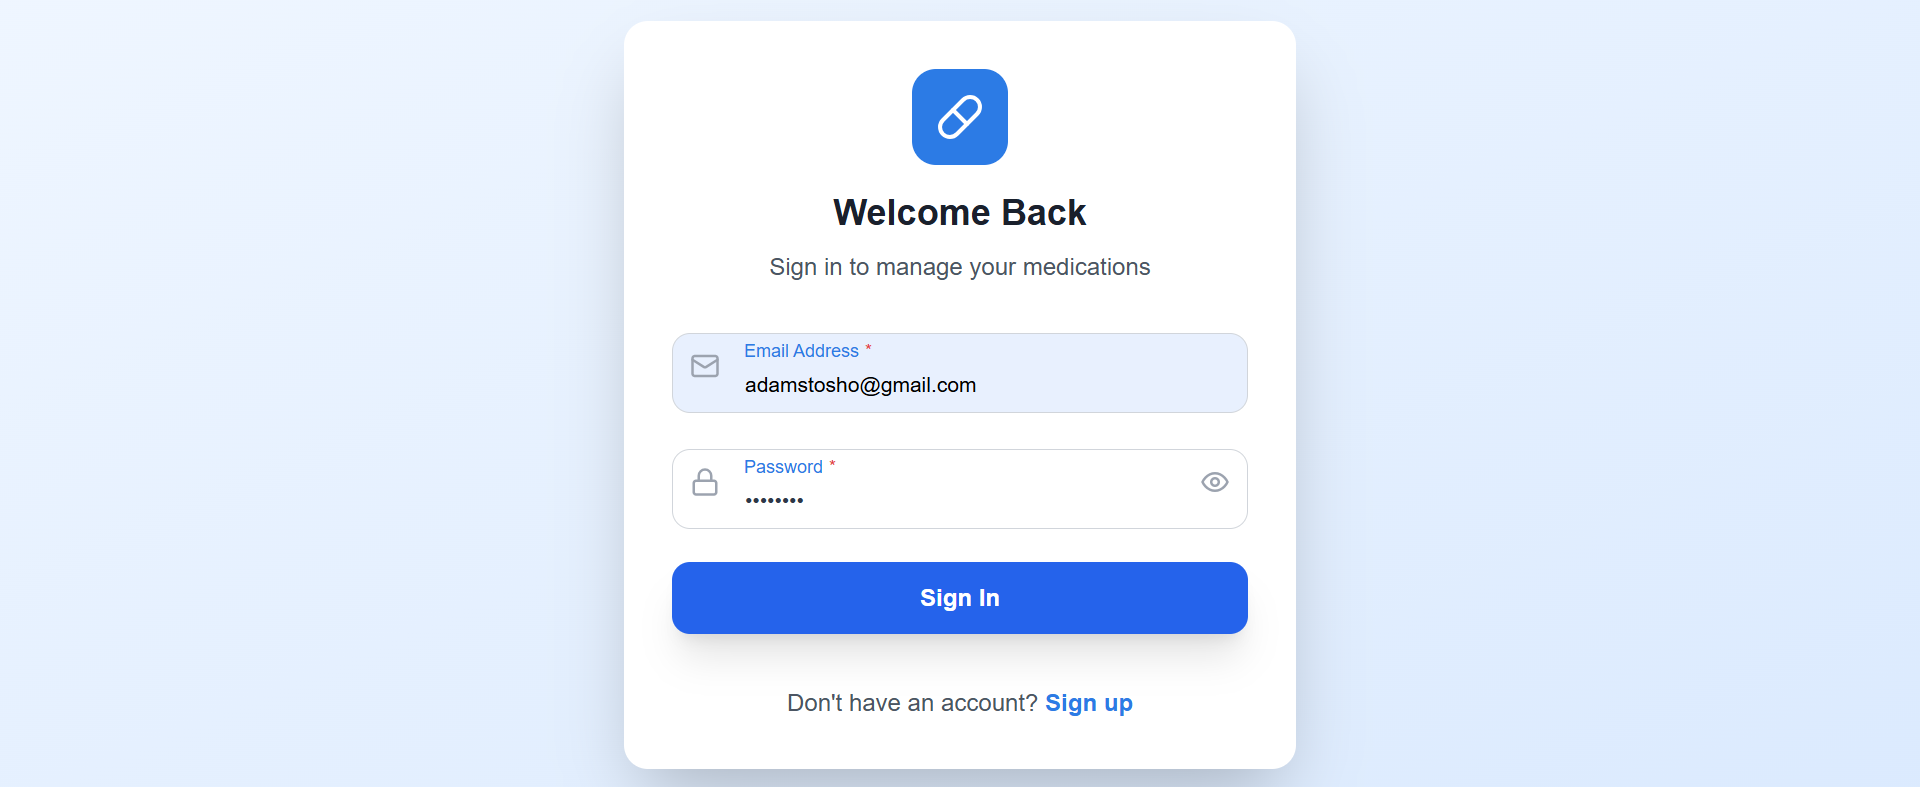 Welcome Back
Sign in to manage your medications
Email Address *
adamstosho@gmail.com
Password *
••••••••
Sign In
Don't have an account? Sign up